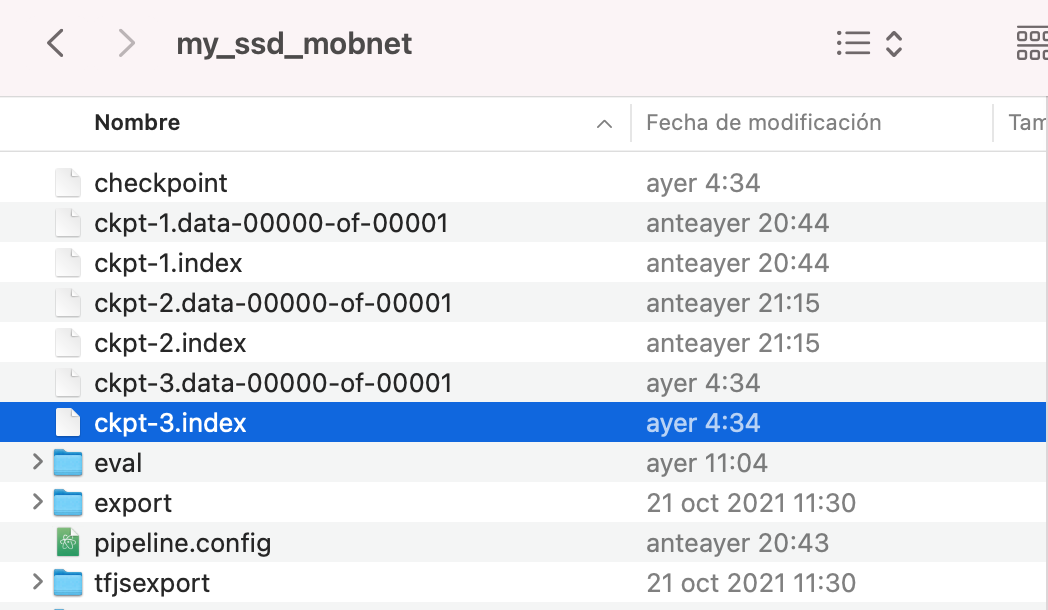 my_ssd_mobnet
Nombre Fecha de modificación
checkpoint ayer 4:34
ckpt-1.data-00000-of-00001 anteayer 20:44
ckpt-1.index anteayer 20:44
ckpt-2.data-00000-of-00001 anteayer 21:15
ckpt-2.index anteayer 21:15
ckpt-3.data-00000-of-00001 ayer 4:34
ckpt-3.index ayer 4:34
eval ayer 11:04
export 21 oct 2021 11:30
pipeline.config anteayer 20:43
tfjsexport 21 oct 2021 11:30